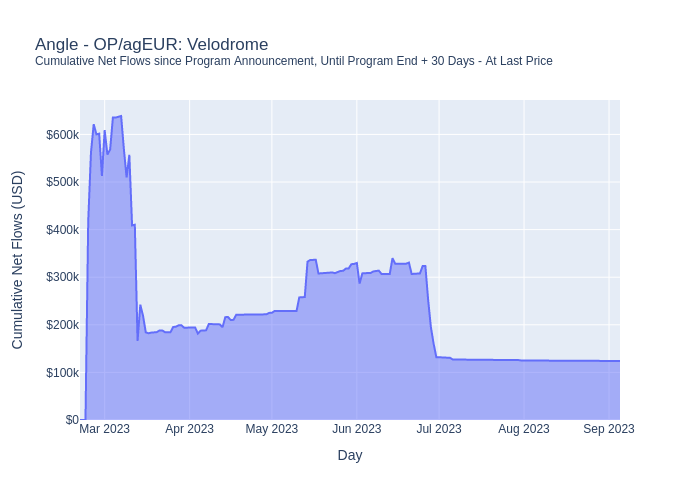 Angle - OP/agEUR: Velodrome
Cumulative Net Flows since Program Announcement, Until Program End + 30 Days - At Last Price
Cumulative Net Flows (USD)
$600k
$500k
$400k
$300k
$200k
$100k
$0
Mar 2023 Apr 2023 May 2023 Jun 2023 Jul 2023 Aug 2023 Sep 2023
Day